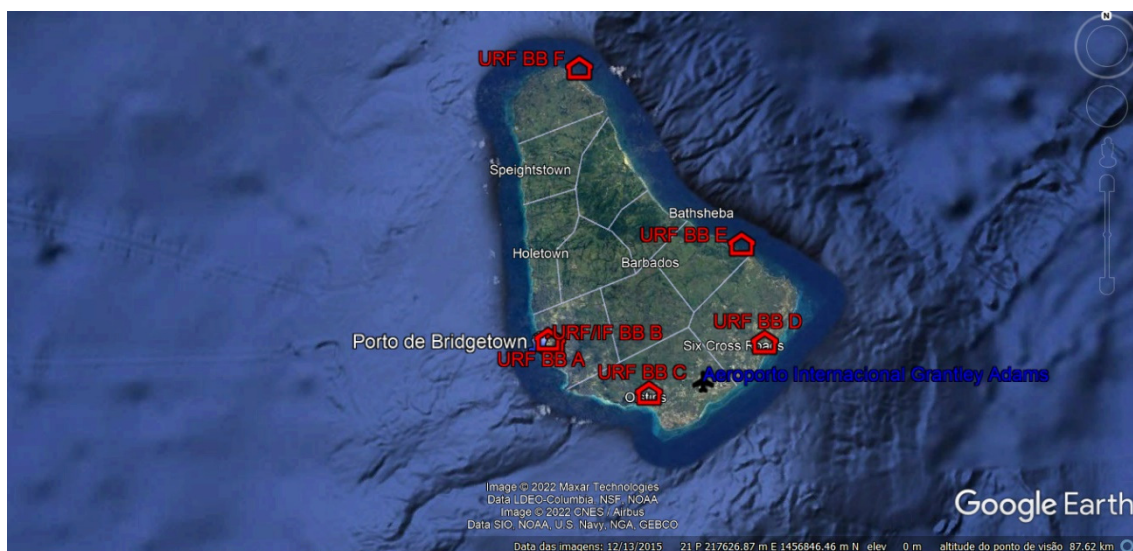 N
URF BB F
Speightstown
Bathsheba
URF BB E
Holetown
Barbados
URF BB D
Porto de Bridgetown
URF/IF BB B
Six Cross Roads
URF BB A
URF BB C
Aeroporto Internacional Grantley Adams
Oistins
Image © 2022 Maxar Technologies
Data LDEO-Columbia, NSF, NOAA
Image © 2022 CNES / Airbus
Data SIO, NOAA, U.S. Navy, NGA, GEBCO
Google Earth
Data das imagens: 12/13/2015 21 P 217626.87 m E 1456846.46 m N elev 0 m altitude do ponto de visão 87.62 km